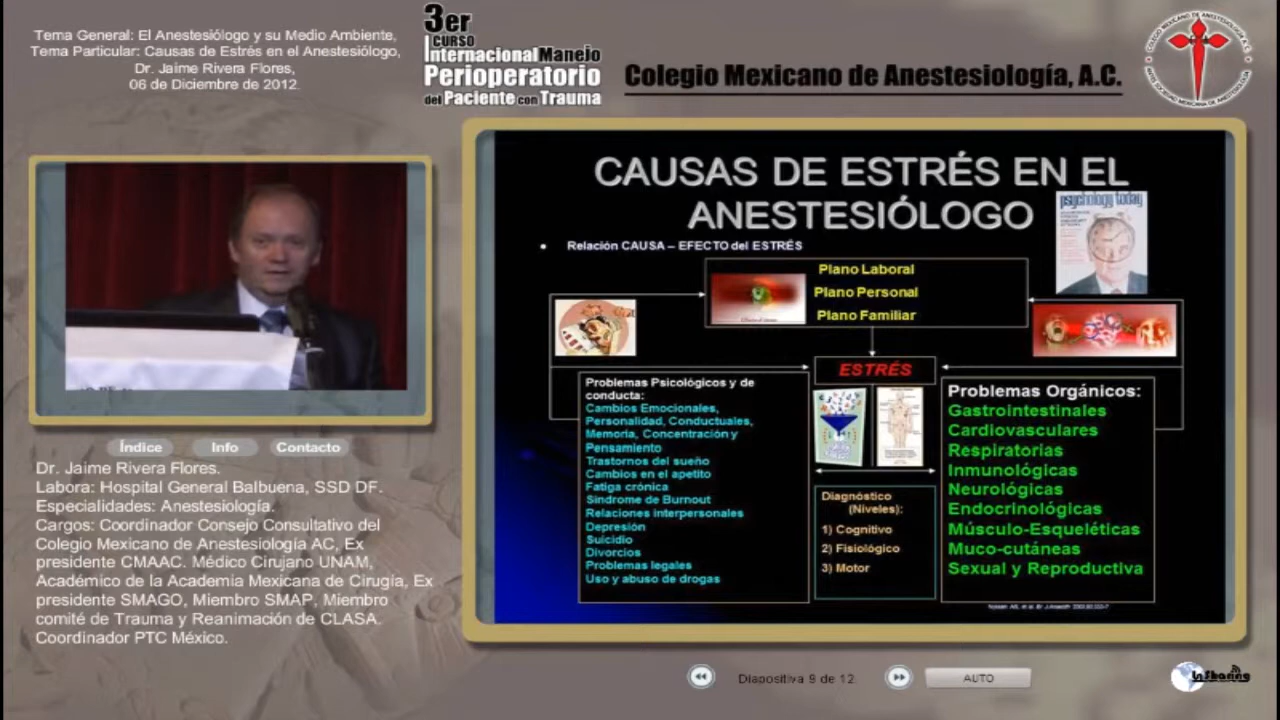 Tema General: El Anestesiólogo y su Medio Ambiente,
Tema Particular: Causas de Estrés en el Anestesiólogo,
Dr. Jaime Rivera Flores,
06 de Diciembre de 2012.
3er
CURSO
Internacional Manejo
Perioperatorio
del Paciente con Trauma
Colegio Mexicano de Anestesiología, A.C.
CAUSAS DE ESTRÉS EN EL
ANESTESIÓLOGO
psychology today
• Relación CAUSA – EFECTO del ESTRÉS
Plano Laboral
Plano Personal
Plano Familiar
ESTRÉS
Problemas Psicológicos y de
conducta:
Cambios Emocionales,
Personalidad, Conductuales,
Memoria, Concentración y
Pensamiento
Trastornos del sueño
Cambios en el apetito
Fatiga crónica
Sindrome de Burnout
Relaciones interpersonales
Depresión
Suicidio
Divorcios
Problemas legales
Uso y abuso de drogas
Diagnóstico
(Niveles):
1) Cognitivo
2) Fisiológico
3) Motor
Problemas Orgánicos:
Gastrointestinales
Cardiovasculares
Respiratorias
Inmunológicas
Neurológicas
Endocrinológicas
Músculo-Esqueléticas
Muco-cutáneas
Sexual y Reproductiva
Índice
Info
Contacto
Dr. Jaime Rivera Flores.
Labora: Hospital General Balbuena, SSD DF.
Especialidades: Anestesiología.
Cargos: Coordinador Consejo Consultativo del
Colegio Mexicano de Anestesiología AC, Ex
presidente CMAAC. Médico Cirujano UNAM,
Académico de la Academia Mexicana de Cirugía, Ex
presidente SMAGO, Miembro SMAP, Miembro
comité de Trauma y Reanimación de CLASA.
Coordinador PTC México.
Diapositiva 9 de 12.
AUTO
InSharing